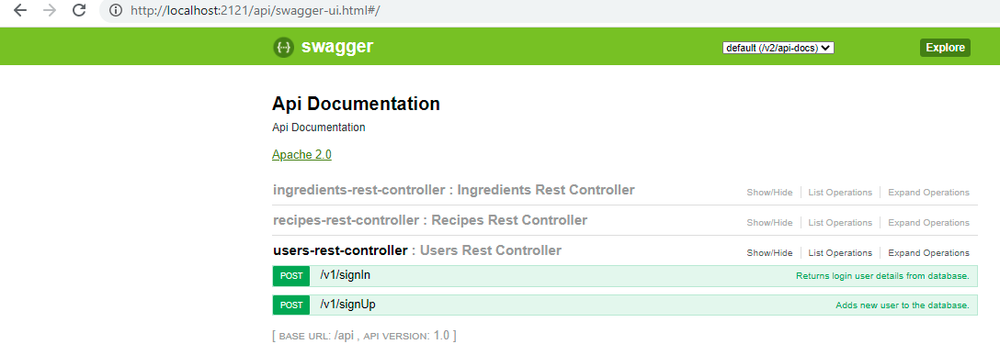 http://localhost:2121/api/swagger-ui.html#/
{···} swagger default (/v2/api-docs) Explore
Api Documentation
Api Documentation
Apache 2.0
ingredients-rest-controller : Ingredients Rest Controller Show/Hide List Operations Expand Operations
recipes-rest-controller : Recipes Rest Controller Show/Hide List Operations Expand Operations
users-rest-controller : Users Rest Controller Show/Hide List Operations Expand Operations
POST /v1/signIn Returns login user details from database.
POST /v1/signUp Adds new user to the database.
[ BASE URL: /api , API VERSION: 1.0 ]